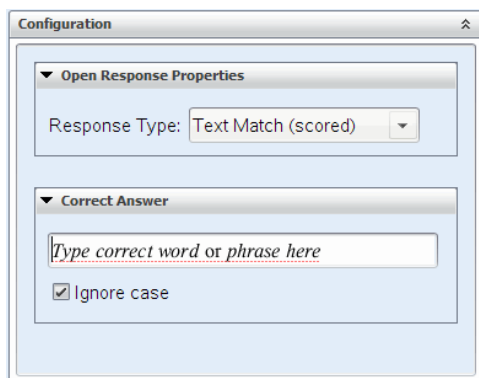 Configuration
Open Response Properties
Response Type: Text Match (scored)
Correct Answer
Type correct word or phrase here
Ignore case